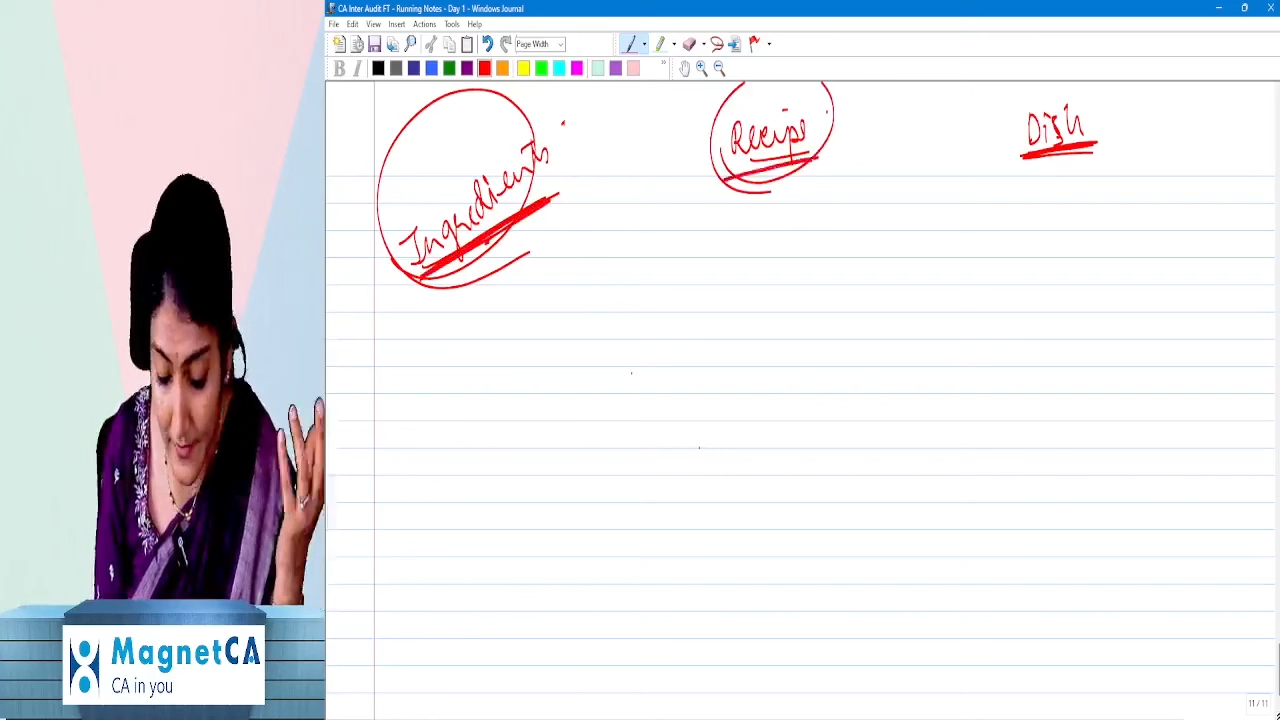 CA Inter Audit FT - Running Notes - Day 1 - Windows Journal
File Edit View Insert Actions Tools Help
Page Width
B I
Ingredients
Recipe
Dish
MagnetCA
CA in you
11 / 11